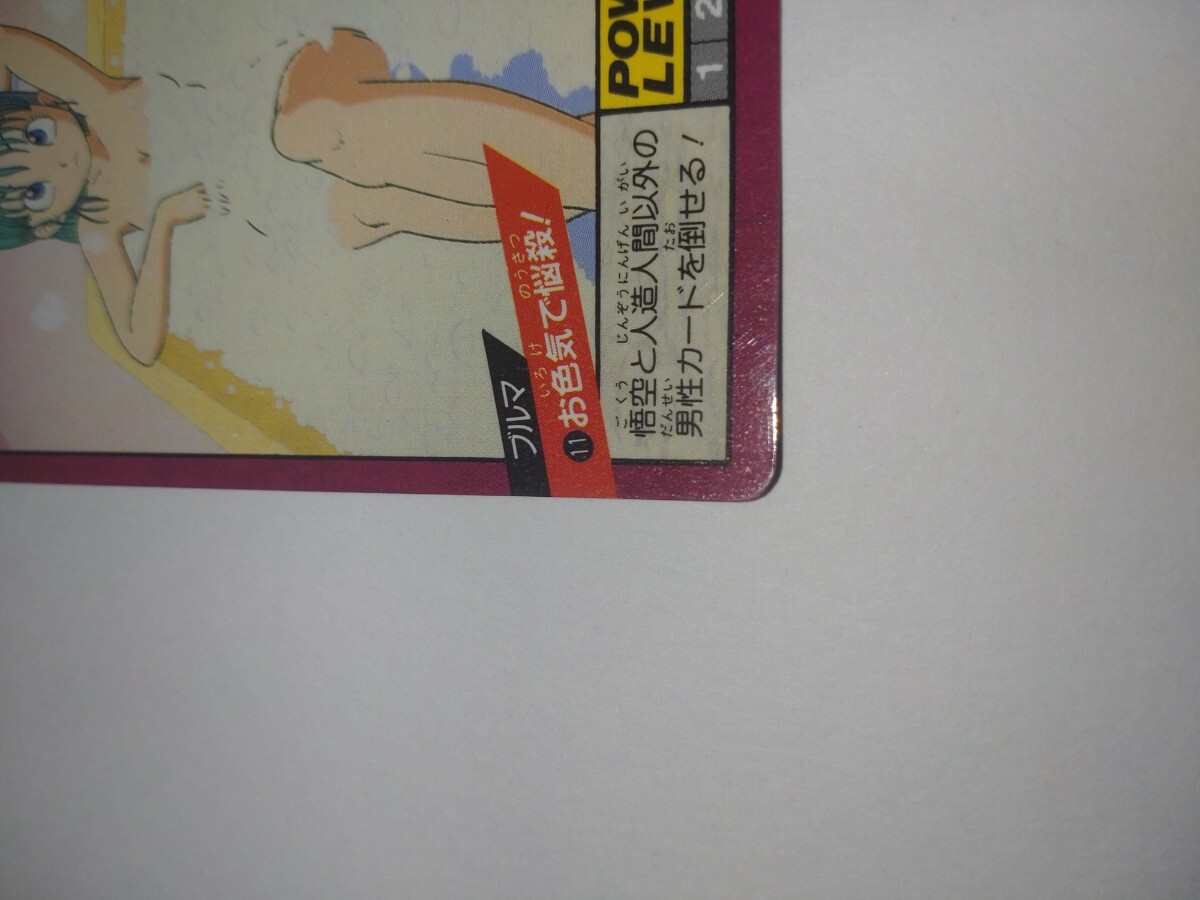 ブルマ
⑪お色気で悩殺!
いろけ
のうさつ
POW
LEV
1 2
ごくう じんぞうにんげん いがい
悟空と人造人間以外の
だんせい たお
男性カードを倒せる!